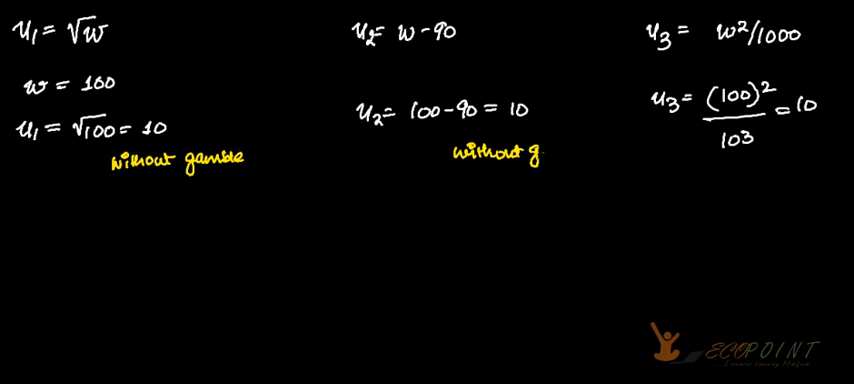 u₁ = √w
w = 100
u₁ = √100 = 10
without gamble
u₂ = w - 90
u₂ = 100 - 90 = 10
without g
u₃ = w²/1000
u₃ = (100)²/10³ = 10
ECOPOINT